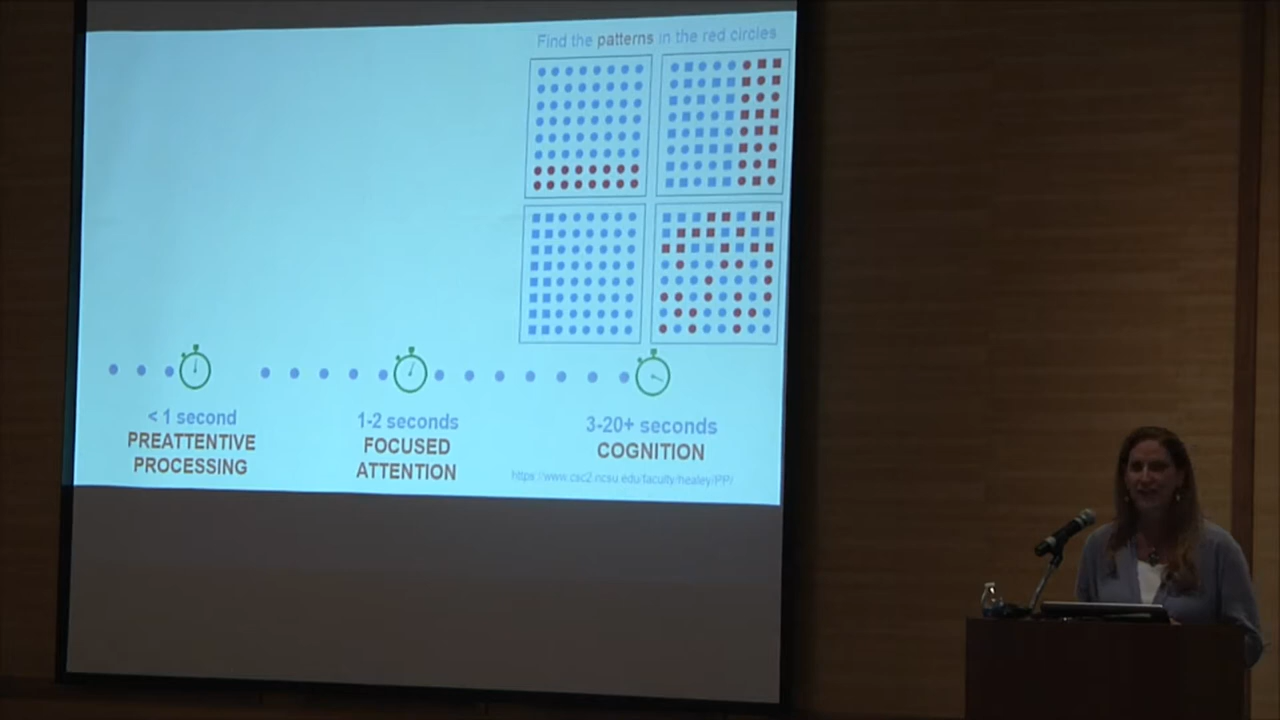 Find the patterns in the red circles
< 1 second
PREATTENTIVE
PROCESSING
1-2 seconds
FOCUSED
ATTENTION
3-20+ seconds
COGNITION
https://www.csc2.ncsu.edu/faculty/healey/PP/